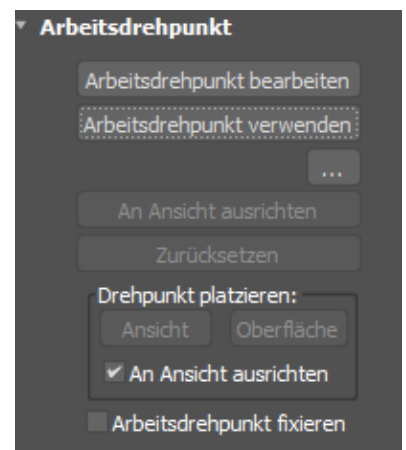 Arbeitsdrehpunkt
Arbeitsdrehpunkt bearbeiten
Arbeitsdrehpunkt verwenden
...
An Ansicht ausrichten
Zurücksetzen
Drehpunkt platzieren:
Ansicht Oberfläche
An Ansicht ausrichten
Arbeitsdrehpunkt fixieren